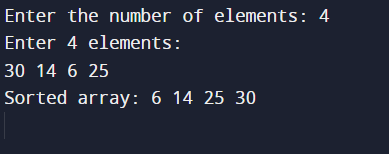 Enter the number of elements: 4
Enter 4 elements:
30 14 6 25
Sorted array: 6 14 25 30